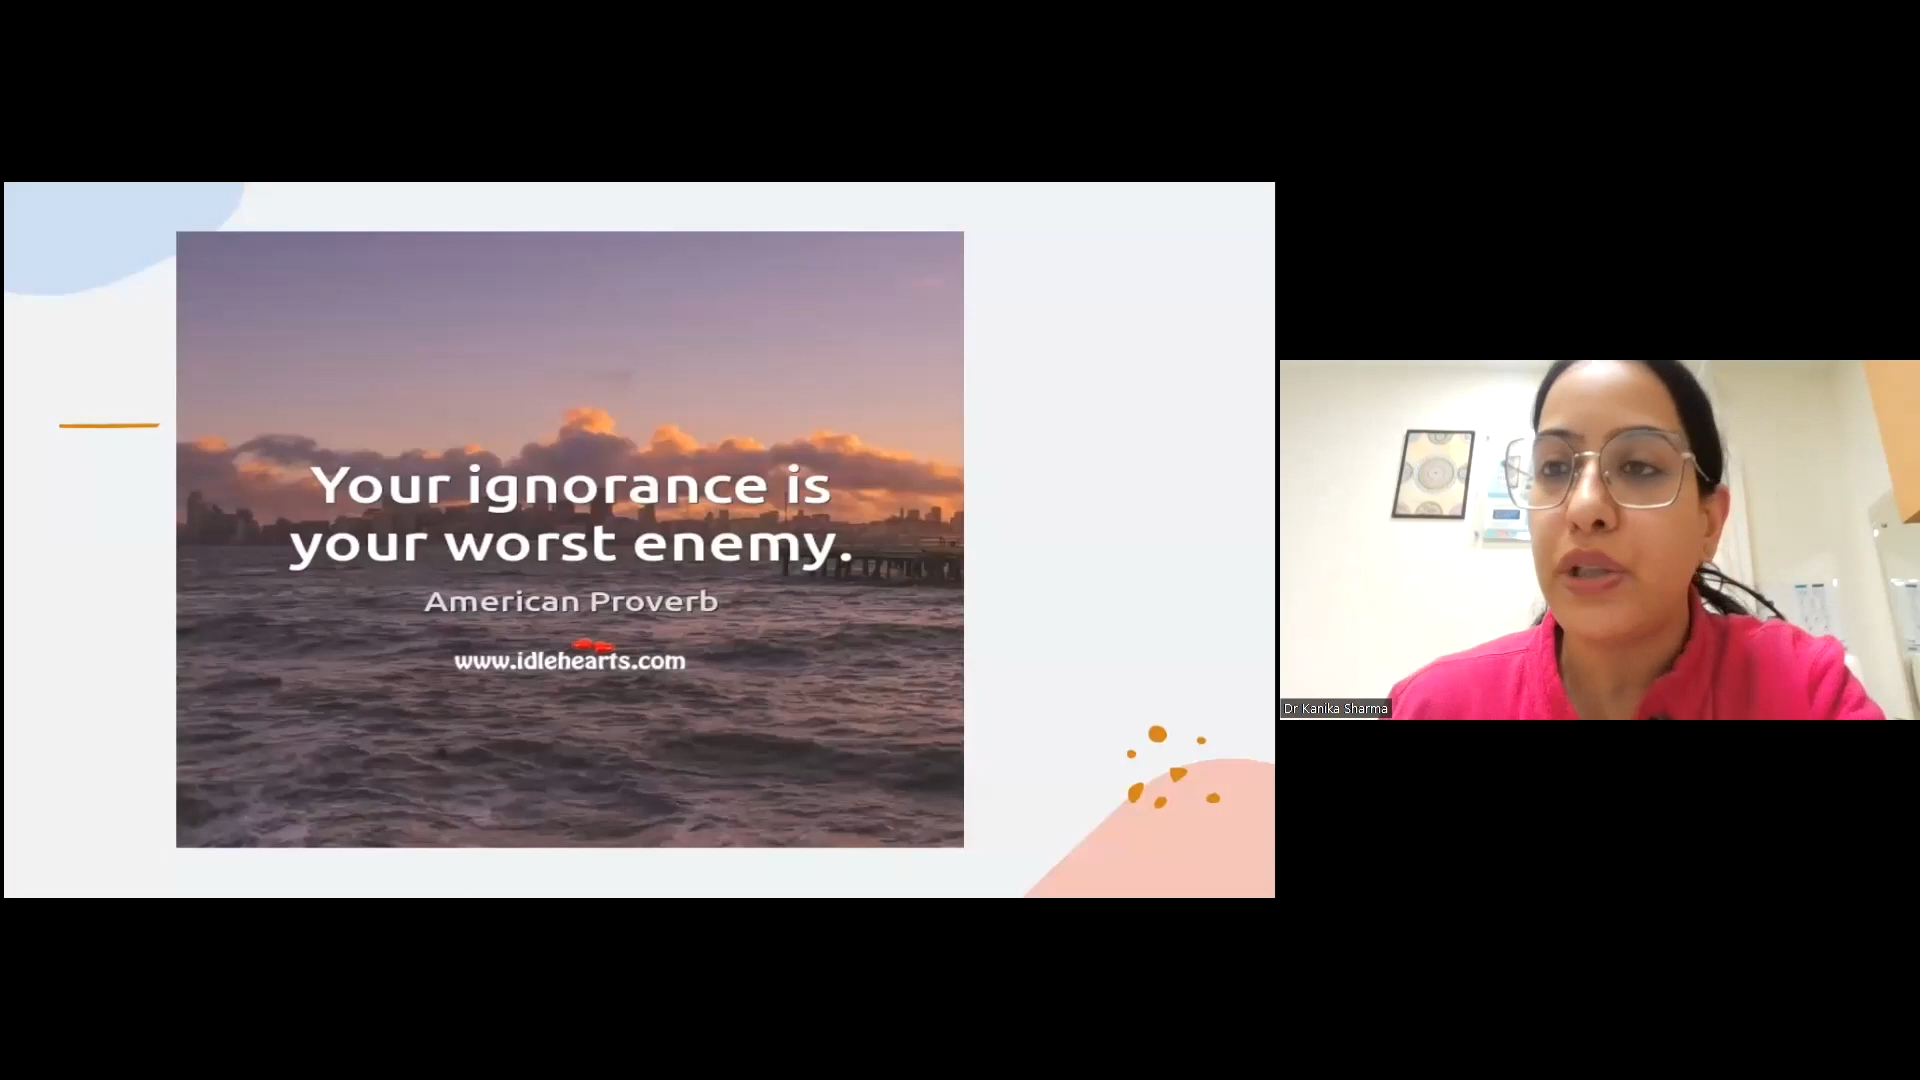 Your ignorance is
your worst enemy.
American Proverb
www.idlehearts.com
Dr Kanika Sharma